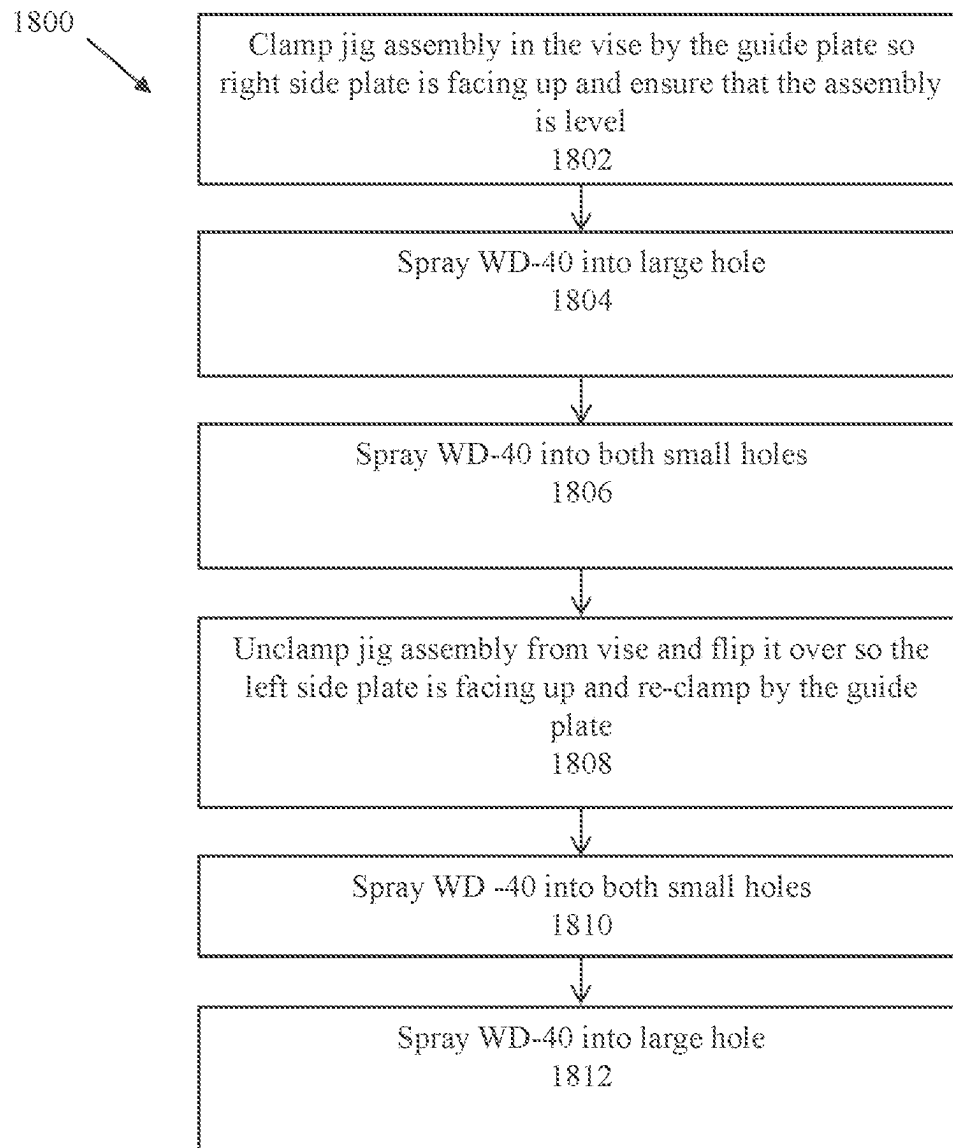 1800
Clamp jig assembly in the vise by the guide plate so
right side plate is facing up and ensure that the assembly
is level
1802
Spray WD-40 into large hole
1804
Spray WD-40 into both small holes
1806
Unclamp jig assembly from vise and flip it over so the
left side plate is facing up and re-clamp by the guide
plate
1808
Spray WD -40 into both small holes
1810
Spray WD-40 into large hole
1812